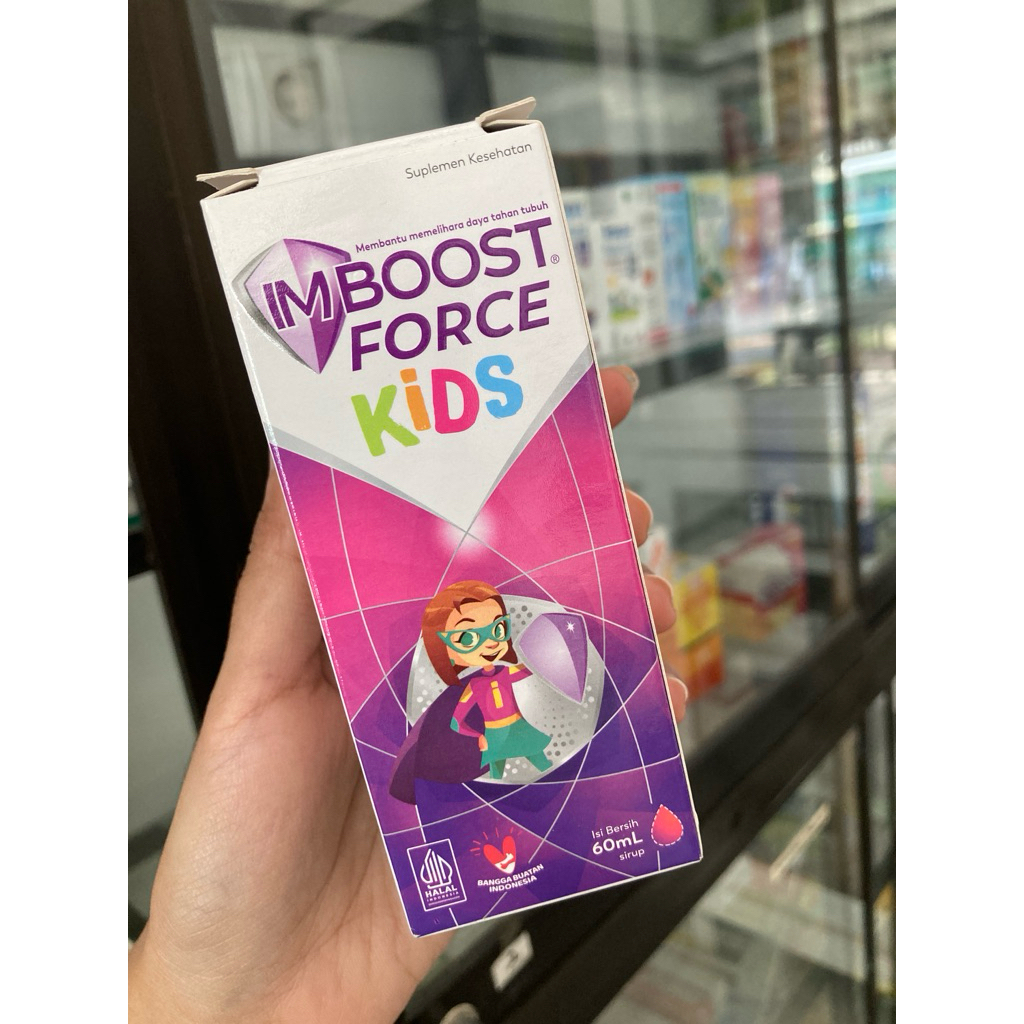 Suplemen Kesehatan
Membantu memelihara daya tahan tubuh
IMBOOST®
FORCE
KiDS
i
Isi Bersih
60mL
sirup
HALAL
INDONESIA
BANGGA BUATAN
INDONESIA